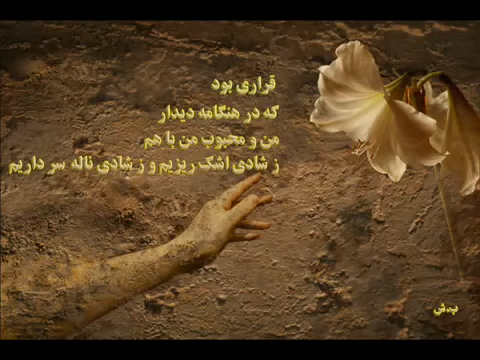 قراری بود
که در هنگامه دیدار
من و محبوب من با هم
ز شادی اشک ریزیم و ز شادی ناله سر داریم
ب.ش